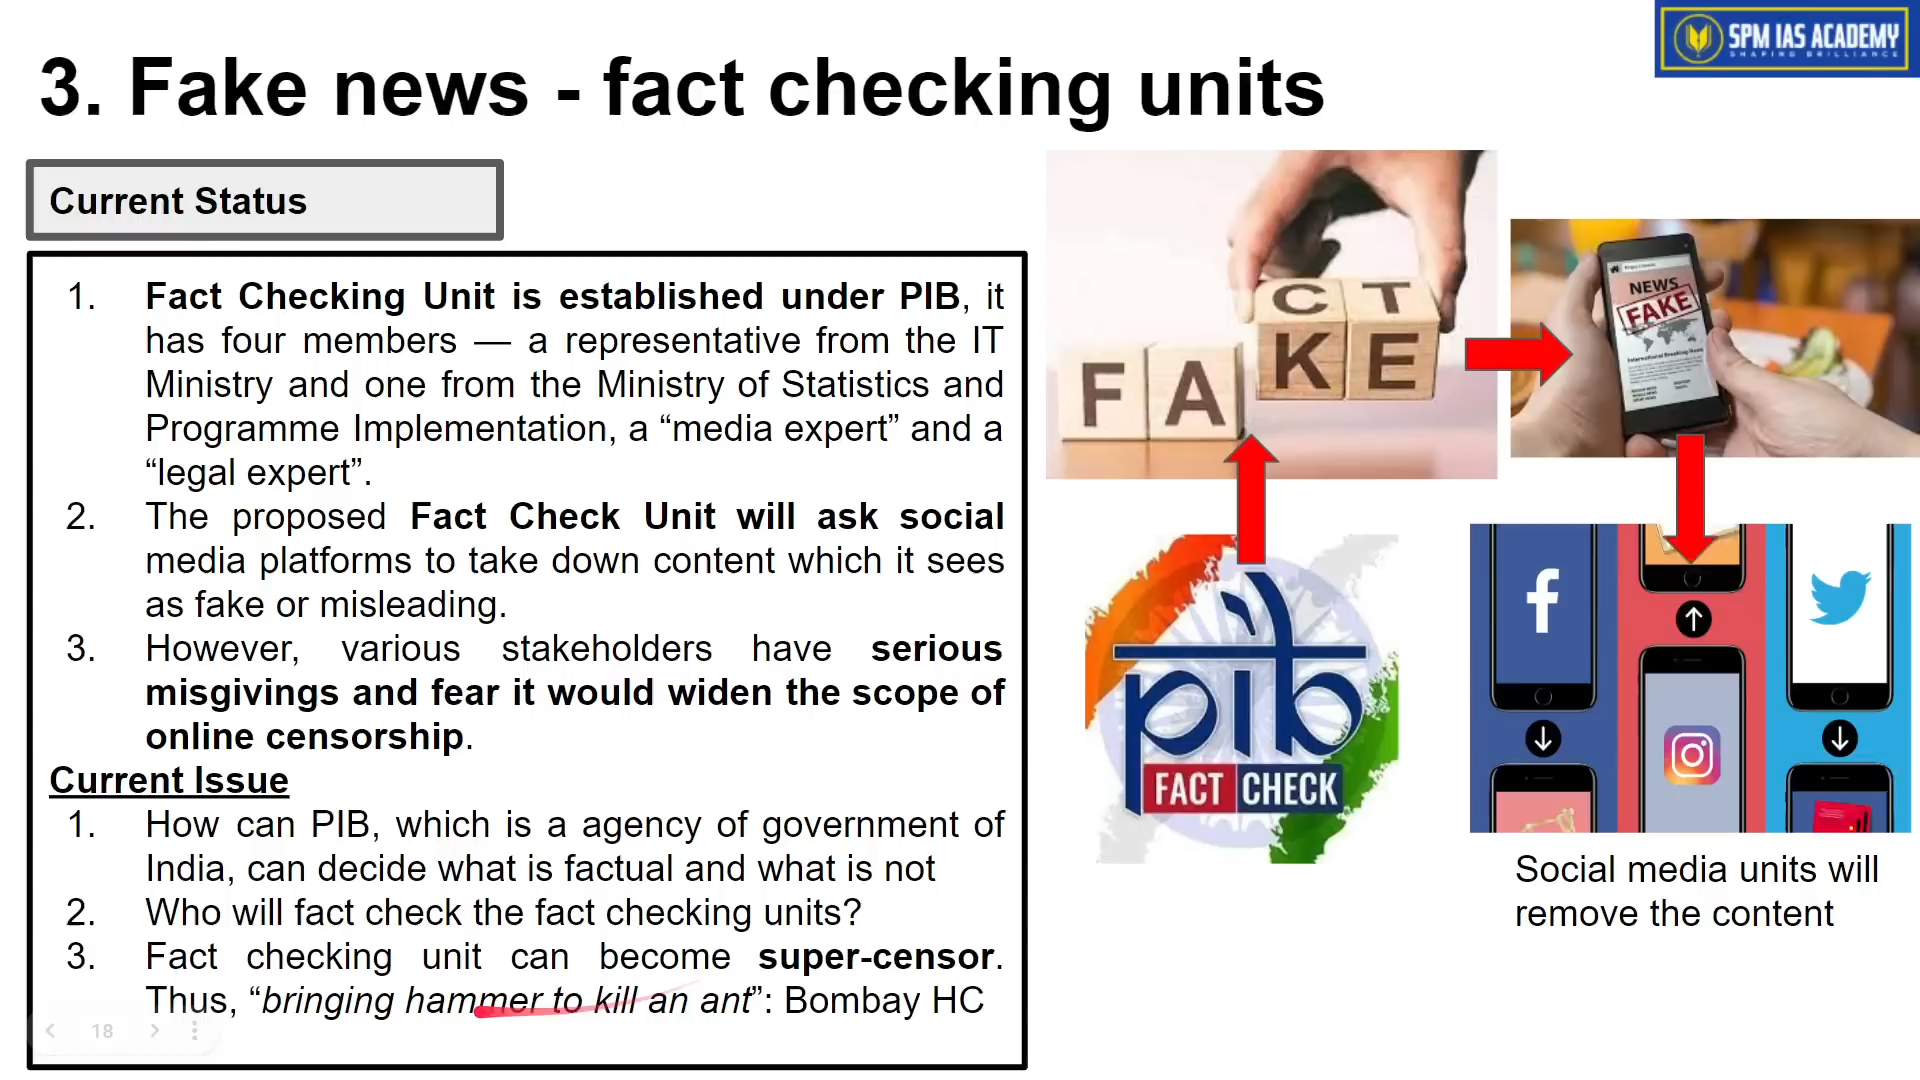 SPM IAS ACADEMY
SHAPING BRILLIANCE
3. Fake news - fact checking units
Current Status
1. Fact Checking Unit is established under PIB, it
has four members — a representative from the IT
Ministry and one from the Ministry of Statistics and
Programme Implementation, a “media expert” and a
“legal expert”.
2. The proposed Fact Check Unit will ask social
media platforms to take down content which it sees
as fake or misleading.
3. However, various stakeholders have serious
misgivings and fear it would widen the scope of
online censorship.
Current Issue
1. How can PIB, which is a agency of government of
India, can decide what is factual and what is not
2. Who will fact check the fact checking units?
3. Fact checking unit can become super-censor.
Thus, “bringing hammer to kill an ant”: Bombay HC
18
C T
F A K E
NEWS
FAKE
International Breaking News
pib
FACT CHECK
f
Social media units will
remove the content